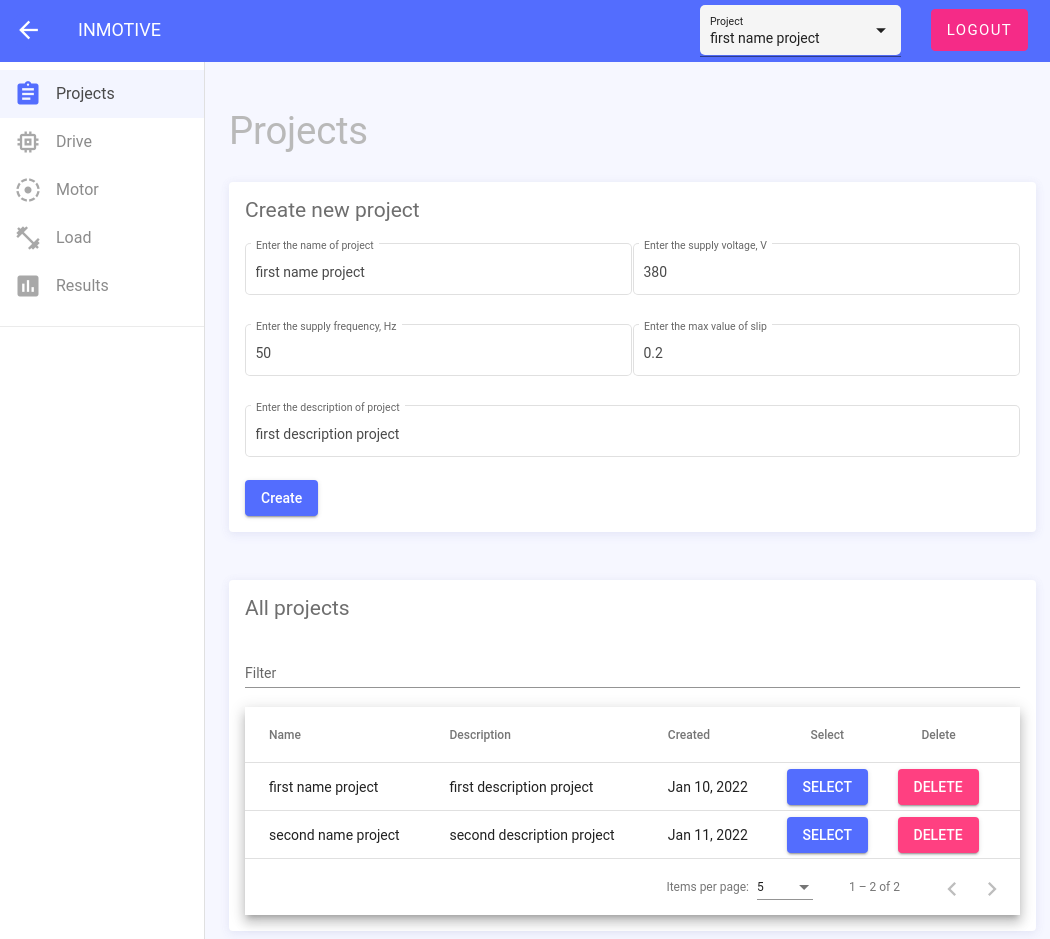 INMOTIVE
Project
first name project
LOGOUT
Projects
Drive
Motor
Load
Results
Projects
Create new project
Enter the name of project
first name project
Enter the supply voltage, V
380
Enter the supply frequency, Hz
50
Enter the max value of slip
0.2
Enter the description of project
first description project
Create
All projects
Filter
Name Description Created Select Delete
first name project first description project Jan 10, 2022 SELECT DELETE
second name project second description project Jan 11, 2022 SELECT DELETE
Items per page: 5 1 – 2 of 2